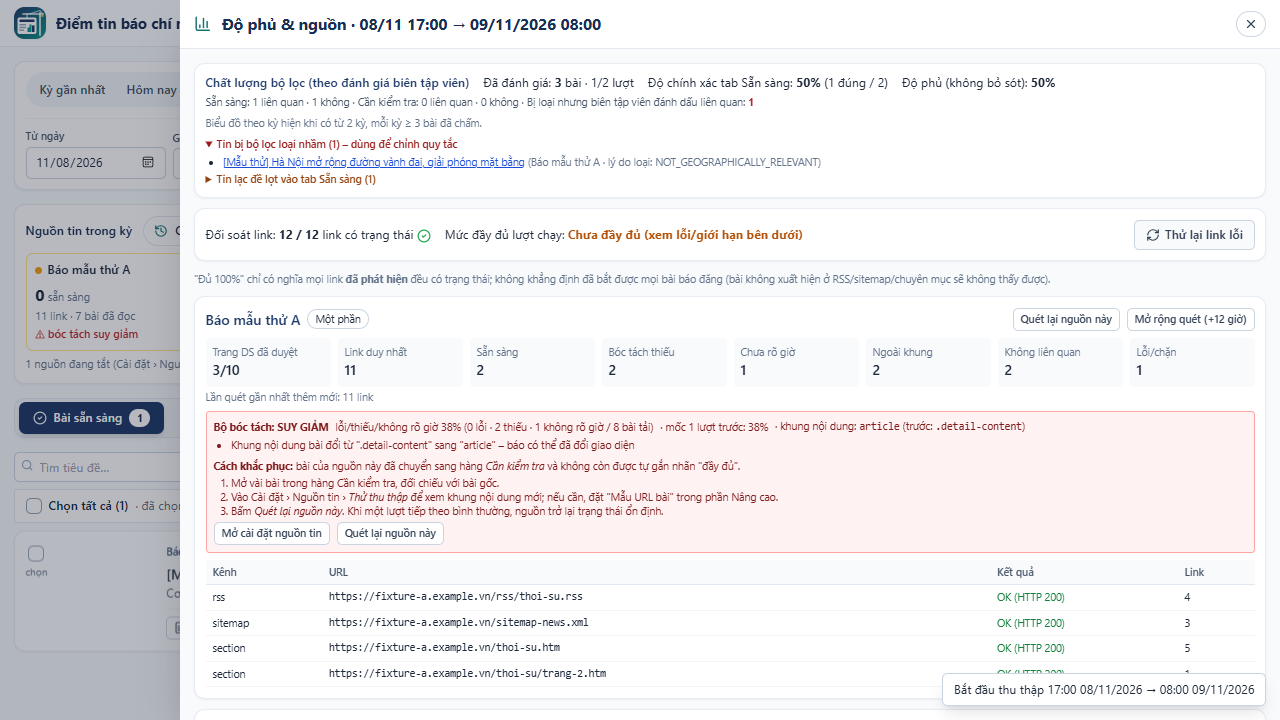 Điểm tin báo chí
Độ phủ & nguồn · 08/11 17:00 → 09/11/2026 08:00
Kỳ gần nhất
Hôm nay
Từ ngày
11/08/2026
Nguồn tin trong kỳ
Báo mẫu thử A
0 sẵn sàng
11 link · 7 bài đã đọc
bóc tách suy giảm
1 nguồn đang tắt (Cài đặt ›
Bài sẵn sàng 1
Tìm tiêu đề...
Chọn tất cả (1) · đã chọn
chọn
Chất lượng bộ lọc (theo đánh giá biên tập viên) Đã đánh giá: 3 bài · 1/2 lượt Độ chính xác tab Sẵn sàng: 50% (1 đúng / 2) Độ phủ (không bỏ sót): 50%
Sẵn sàng: 1 liên quan · 1 không · Cần kiểm tra: 0 liên quan · 0 không · Bị loại nhưng biên tập viên đánh dấu liên quan: 1
Biểu đồ theo kỳ hiện khi có từ 2 kỳ, mỗi kỳ ≥ 3 bài đã chấm.
▼ Tin bị bộ lọc loại nhầm (1) – dùng để chỉnh quy tắc
• [Mẫu thử] Hà Nội mở rộng đường vành đai, giải phóng mặt bằng (Báo mẫu thử A · lý do loại: NOT_GEOGRAPHICALLY_RELEVANT)
▶ Tin lạc đề lọt vào tab Sẵn sàng (1)
Đối soát link: 12 / 12 link có trạng thái Mức đầy đủ lượt chạy: Chưa đầy đủ (xem lỗi/giới hạn bên dưới) Thử lại link lỗi
"Đủ 100%" chỉ có nghĩa mọi link đã phát hiện đều có trạng thái; không khẳng định đã bắt được mọi bài báo đăng (bài không xuất hiện ở RSS/sitemap/chuyên mục sẽ không thấy được).
Báo mẫu thử A Một phần Quét lại nguồn này Mở rộng quét (+12 giờ)
Trang DS đã duyệt Link duy nhất Sẵn sàng Bóc tách thiếu Chưa rõ giờ Ngoài khung Không liên quan Lỗi/chặn
3/10 11 2 2 1 2 2 1
Lần quét gần nhất thêm mới: 11 link
Bộ bóc tách: SUY GIẢM lỗi/thiếu/không rõ giờ 38% (0 lỗi · 2 thiếu · 1 không rõ giờ / 8 bài tải) · mốc 1 lượt trước: 38% · khung nội dung: article (trước: .detail-content)
• Khung nội dung bài đổi từ ".detail-content" sang "article" – báo có thể đã đổi giao diện
Cách khắc phục: bài của nguồn này đã chuyển sang hàng Cần kiểm tra và không còn được tự gắn nhãn "đầy đủ".
1. Mở vài bài trong hàng Cần kiểm tra, đối chiếu với bài gốc.
2. Vào Cài đặt › Nguồn tin › Thử thu thập để xem khung nội dung mới; nếu cần, đặt "Mẫu URL bài" trong phần Nâng cao.
3. Bấm Quét lại nguồn này. Khi một lượt tiếp theo bình thường, nguồn trở lại trạng thái ổn định.
Mở cài đặt nguồn tin Quét lại nguồn này
Kênh URL Kết quả Link
rss https://fixture-a.example.vn/rss/thoi-su.rss OK (HTTP 200) 4
sitemap https://fixture-a.example.vn/sitemap-news.xml OK (HTTP 200) 3
section https://fixture-a.example.vn/thoi-su.htm OK (HTTP 200) 5
section https://fixture-a.example.vn/thoi-su/trang-2.htm OK (HTTP 200)
Bắt đầu thu thập 17:00 08/11/2026 → 08:00 09/11/2026